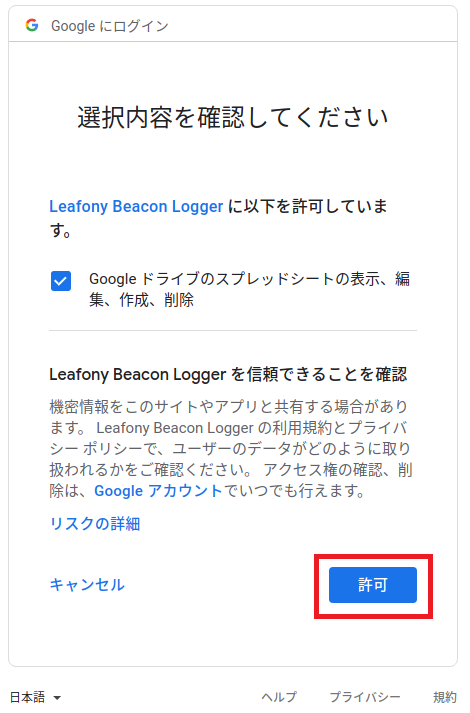 Google にログイン
選択内容を確認してください
Leafony Beacon Logger に以下を許可していま
す。
Google ドライブのスプレッドシートの表示、編
集、作成、削除
Leafony Beacon Logger を信頼できることを確認
機密情報をこのサイトやアプリと共有する場合があり
ます。 Leafony Beacon Logger の利用規約とプライバ
シー ポリシーで、ユーザーのデータがどのように取り
扱われるかをご確認ください。 アクセス権の確認、削
除は、Google アカウントでいつでも行えます。
リスクの詳細
キャンセル
許可
日本語
ヘルプ
プライバシー
規約